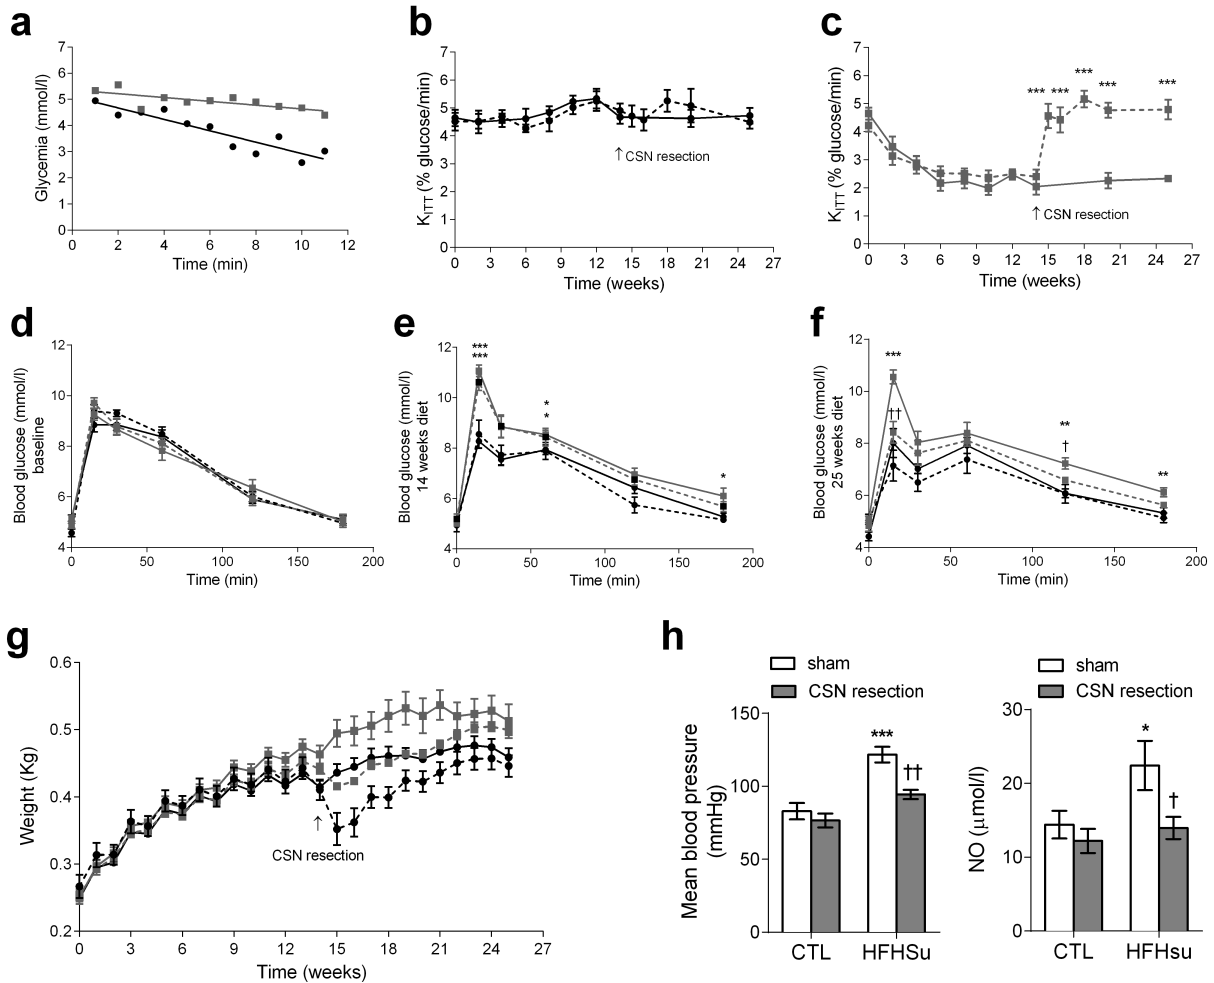 a
7
6
5
4
3
2
1
0
Glycemia (mmol/l)
0 2 4 6 8 10 12
Time (min)
b
7
6
5
4
3
2
1
0
KITT (% glucose/min)
↑CSN resection
0 3 6 9 12 15 18 21 24 27
Time (weeks)
c
7
6
5
4
3
2
1
0
KITT (% glucose/min)
*** *** *** *** ***
↑CSN resection
0 3 6 9 12 15 18 21 24 27
Time (weeks)
d
12
10
8
6
4
Blood glucose (mmol/l)
baseline
0 50 100 150 200
Time (min)
e
12
10
8
6
4
Blood glucose (mmol/l)
14 weeks diet
***
***
*
*
*
0 50 100 150 200
Time (min)
f
12
10
8
6
4
Blood glucose (mmol/l)
25 weeks diet
***
††
**
†
**
0 50 100 150 200
Time (min)
g
0.6
0.5
0.4
0.3
0.2
Weight (Kg)
↑
CSN resection
0 3 6 9 12 15 18 21 24 27
Time (weeks)
h
sham
CSN resection
150
100
50
0
Mean blood pressure
(mmHg)
***
††
CTL HFHSu
sham
CSN resection
30
20
10
0
NO (μmol/l)
*
†
CTL HFHsu